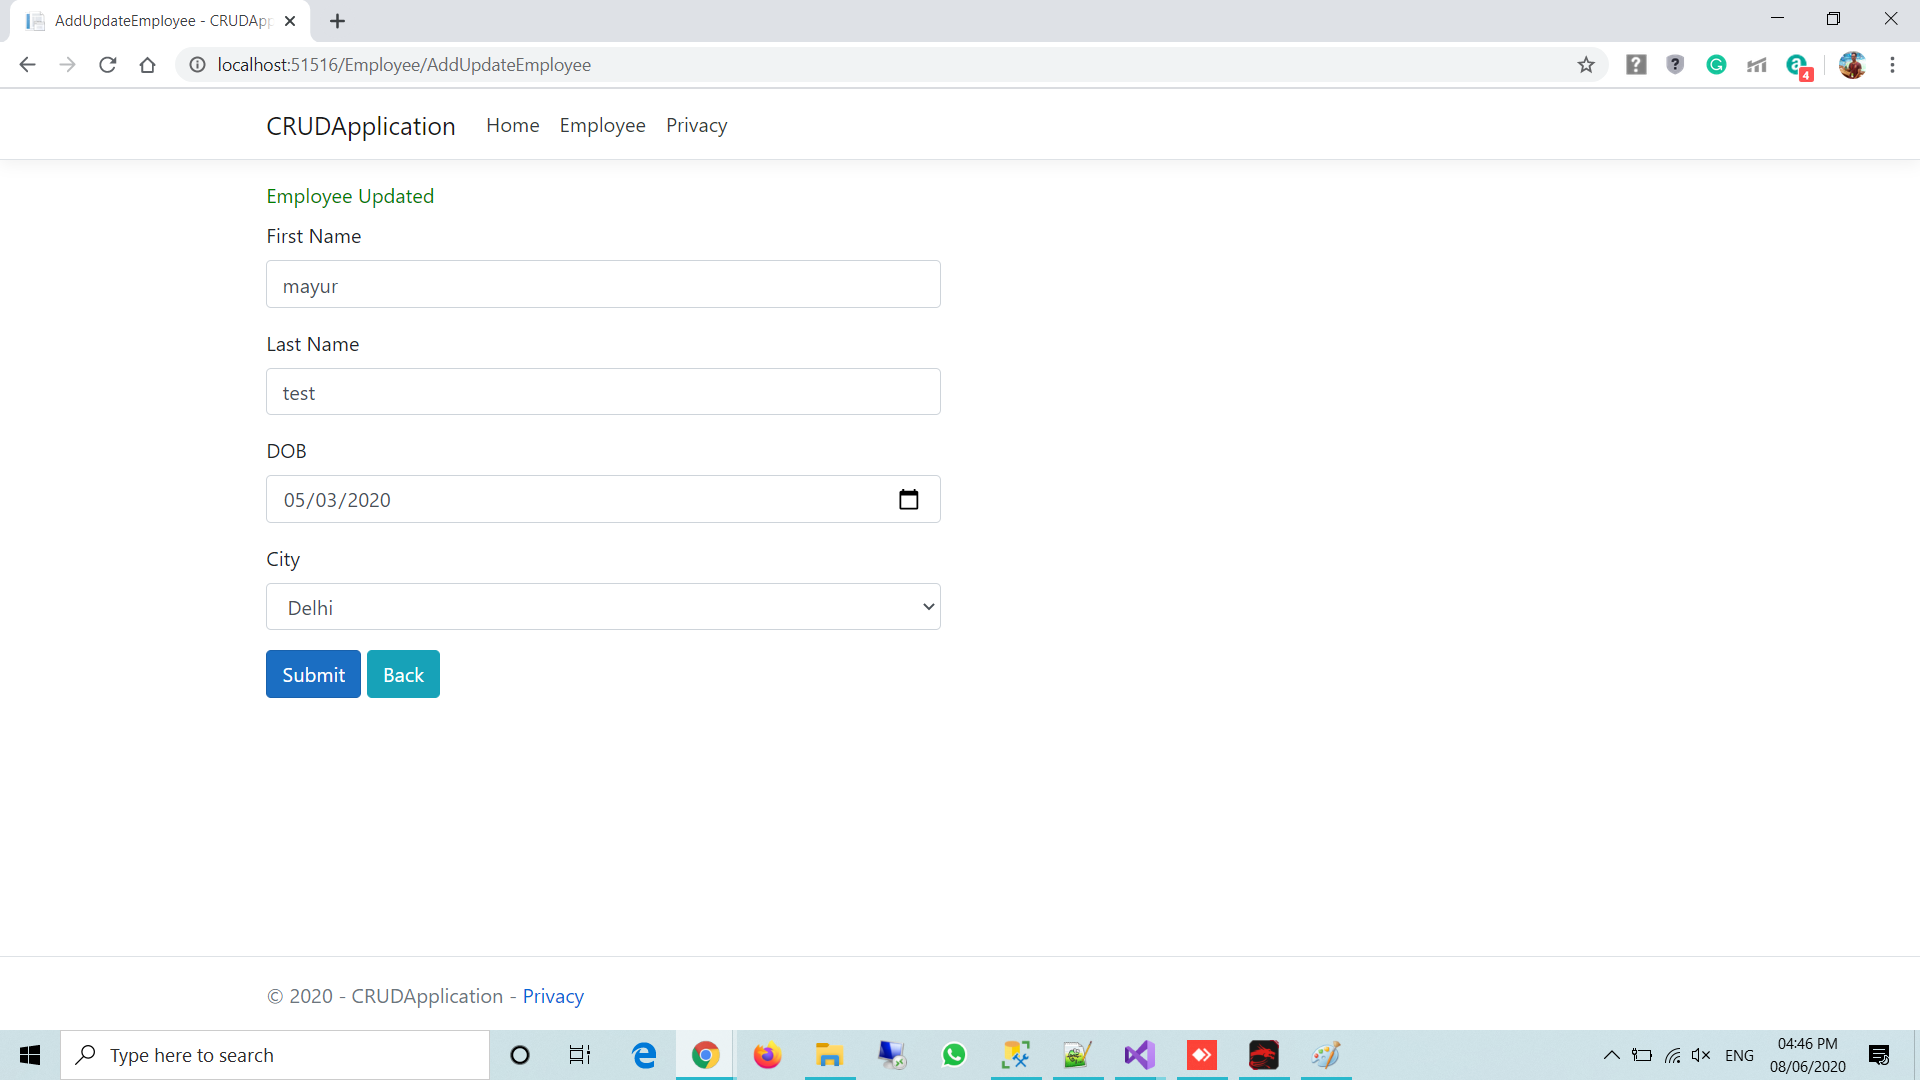 AddUpdateEmployee - CRUDApp
localhost:51516/Employee/AddUpdateEmployee
4
CRUDApplication Home Employee Privacy
Employee Updated
First Name
mayur
Last Name
test
DOB
05/03/2020
City
Delhi
Submit Back
© 2020 - CRUDApplication - Privacy
Type here to search
ENG
04:46 PM
08/06/2020